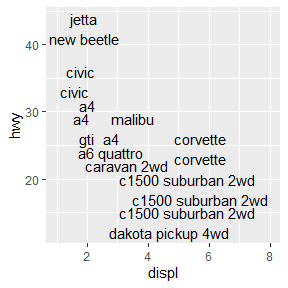 jetta
new beetle
40
civic
civic
a4
30
a4 malibu
gti a4 corvette
a6 quattro
corvette
caravan 2wd
20
c1500 suburban 2wd
c1500 suburban 2wd
c1500 suburban 2wd
dakota pickup 4wd
hwy
2 4 6 8
displ